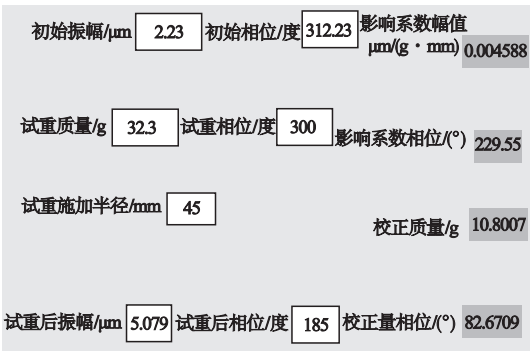 初始振幅/μm 2.23 初始相位/度 312.23 影响系数幅值
μm/(g·mm) 0.004588
试重质量/g 32.3 试重相位/度 300 影响系数相位/(°) 229.55
试重施加半径/mm 45
校正质量/g 10.8007
试重后振幅/μm 5.079 试重后相位/度 185 校正量相位/(°) 82.6709